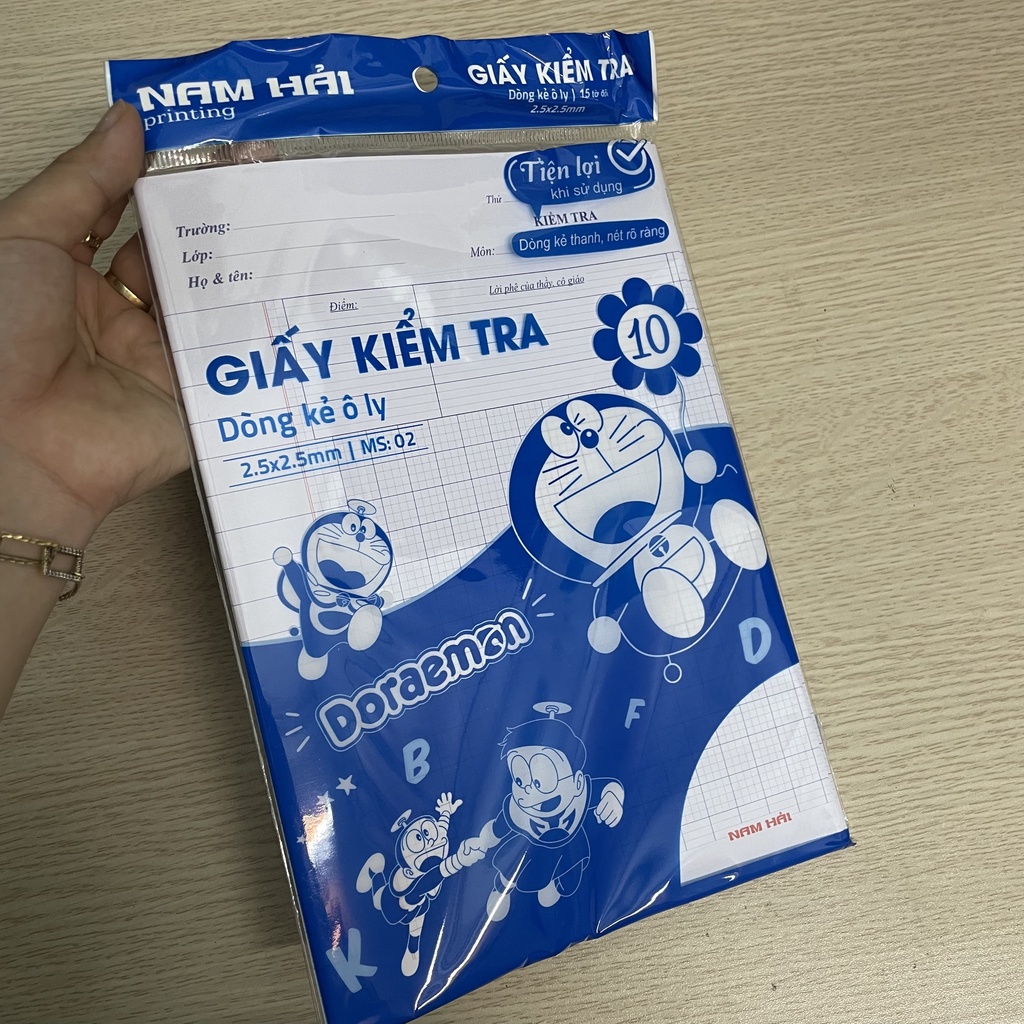 NAM HẢI
printing
GIẤY KIỂM TRA
Dòng kẻ ô ly | 15 tờ đôi
2.5x2.5mm
Tiện lợi
khi sử dụng
Thứ
KIỂM TRA
Trường:
Lớp:
Môn:
Dòng kẻ thanh, nét rõ ràng
Họ & tên:
Điểm:
Lời phê của thầy, cô giáo
10
GIẤY KIỂM TRA
Dòng kẻ ô ly
2.5x2.5mm | MS: 02
Doraemon
D
F
B
K
NAM HẢI